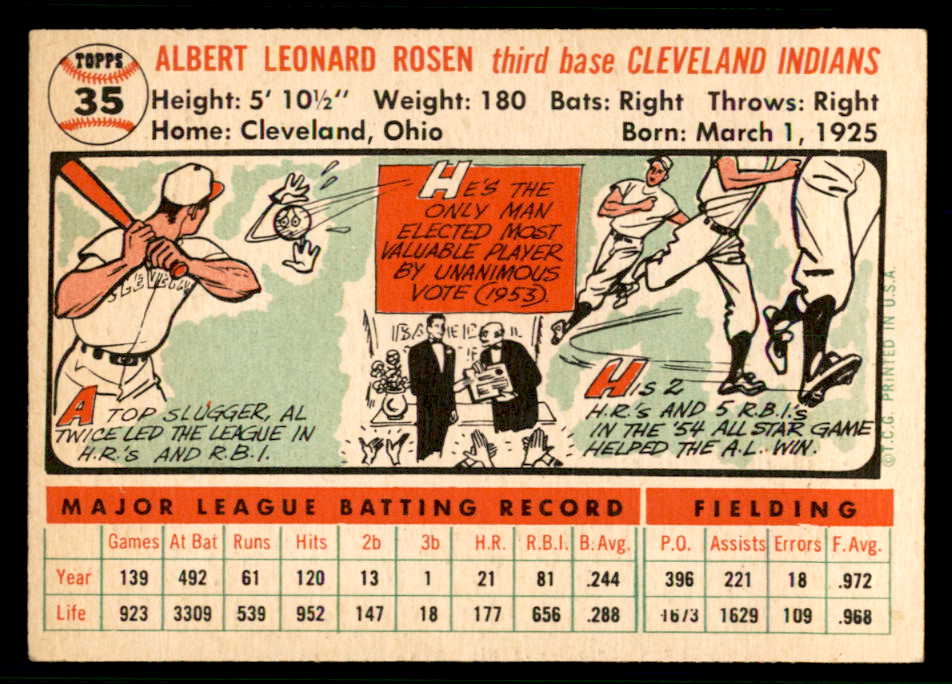 TOPPS
35
ALBERT LEONARD ROSEN third base CLEVELAND INDIANS
Height: 5' 10½" Weight: 180 Bats: Right Throws: Right
Home: Cleveland, Ohio Born: March 1, 1925
A TOP SLUGGER, AL
TWICE LED THE LEAGUE IN
H.R.'s AND R.B.I.
HE'S THE
ONLY MAN
ELECTED MOST
VALUABLE PLAYER
BY UNANIMOUS
VOTE (1953).
HIS 2
H.R.'s AND 5 R.B.I.'s
IN THE '54 ALL STAR GAME
HELPED THE A.L. WIN.
©T.C.G. PRINTED IN U.S.A.
MAJOR LEAGUE BATTING RECORD FIELDING
Games At Bat Runs Hits 2b 3b H.R. R.B.I. B.Avg. P.O. Assists Errors F. Avg.
Year 139 492 61 120 13 1 21 81 .244 396 221 18 .972
Life 923 3309 539 952 147 18 177 656 .288 1673 1629 109 .968